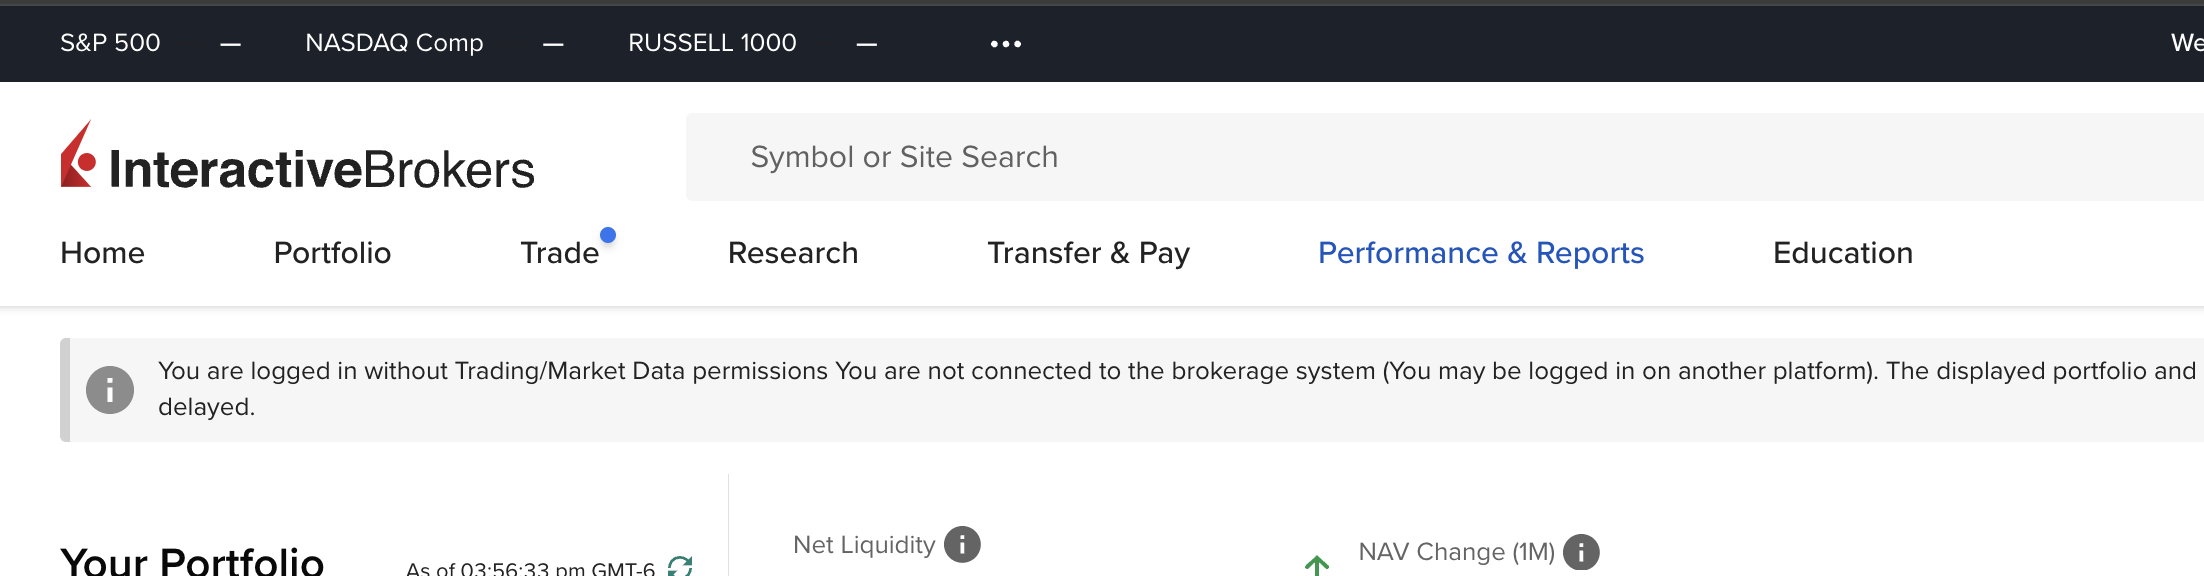 S&P 500 — NASDAQ Comp — RUSSELL 1000 — •••
InteractiveBrokers
Symbol or Site Search
Home Portfolio Trade Research Transfer & Pay Performance & Reports Education
You are logged in without Trading/Market Data permissions You are not connected to the brokerage system (You may be logged in on another platform). The displayed portfolio and
delayed.
Net Liquidity
NAV Change (1M)
Your Portfolio As of 03:56:33 pm GMT-6